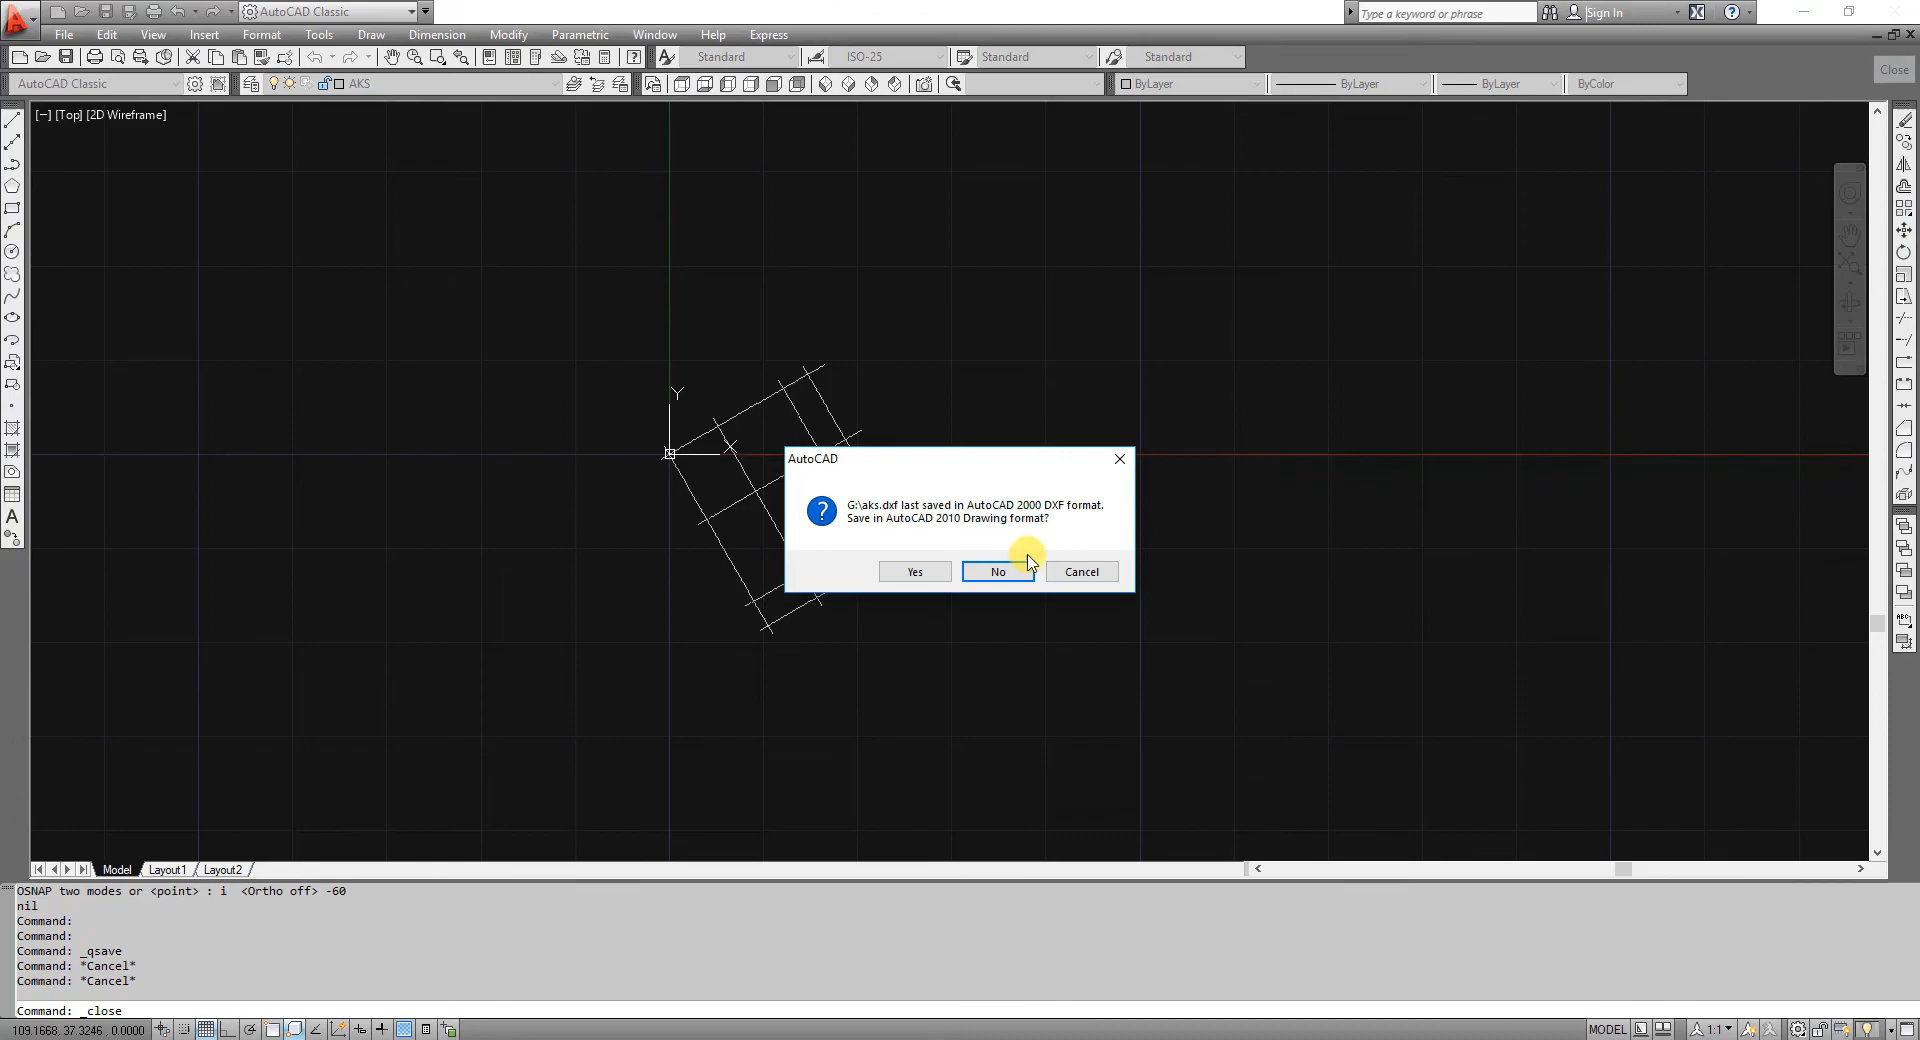 AutoCAD Classic
Type a keyword or phrase
Sign In
File Edit View Insert Format Tools Draw Dimension Modify Parametric Window Help Express
Standard ISO-25 Standard Standard
AutoCAD Classic AKS ByLayer ByLayer ByLayer ByColor
Close
[−] [Top] [2D Wireframe]
Y
X
AutoCAD
G:\aks.dxf last saved in AutoCAD 2000 DXF format.
Save in AutoCAD 2010 Drawing format?
Yes No Cancel
Model Layout1 Layout2
OSNAP two modes or <point> : i <Ortho off> -60
nil
Command:
Command:
Command: _qsave
Command: *Cancel*
Command: *Cancel*
Command: _close
109.1668, 37.3246 , 0.0000 MODEL 1:1